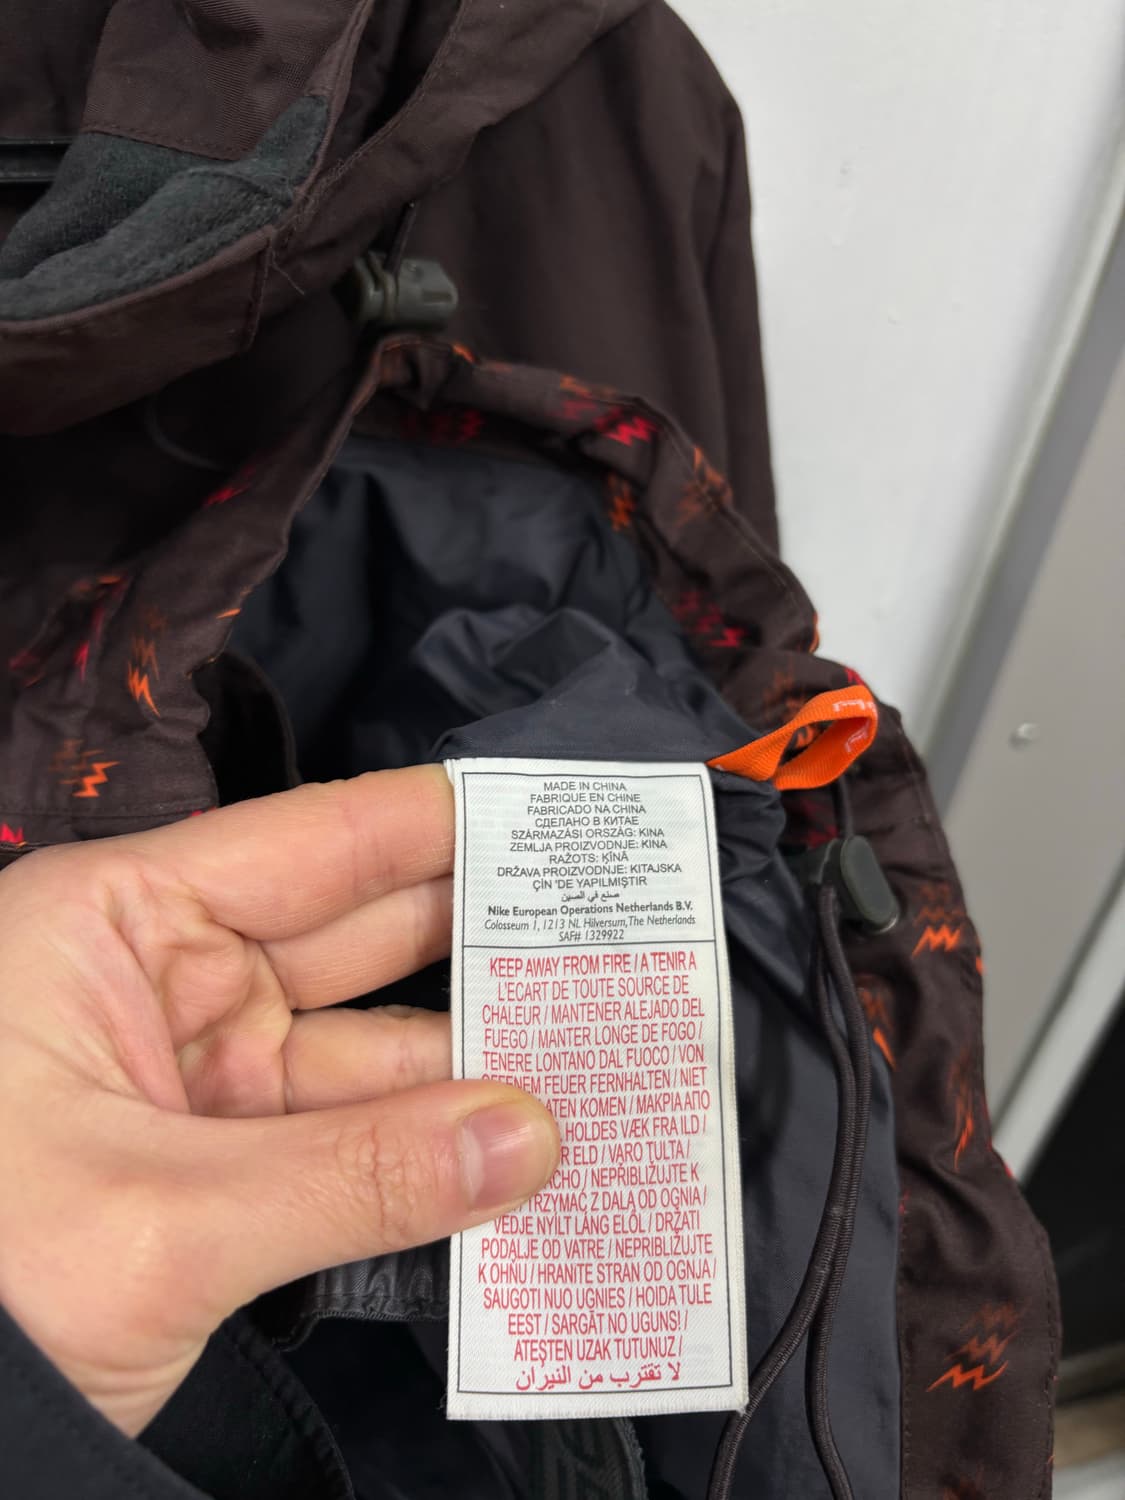 MADE IN CHINA
FABRIQUE EN CHINE
FABRICADO NA CHINA
СДЕЛАНО В КИТАЕ
SZÁRMAZÁSI ORSZÁG: KINA
ZEMLJA PROIZVODNJE: KINA
RAŽOTS: ĶĪNĀ
DRŽAVA PROIZVODNJE: KITAJSKA
ÇİN 'DE YAPILMIŞTIR
صنع في الصين
Nike European Operations Netherlands B.V.
Colosseum 1, 1213 NL Hilversum, The Netherlands
SAF# 1329922
KEEP AWAY FROM FIRE / A TENIR A
L'ECART DE TOUTE SOURCE DE
CHALEUR / MANTENER ALEJADO DEL
FUEGO / MANTER LONGE DE FOGO /
TENERE LONTANO DAL FUOCO / VON
OFFENEM FEUER FERNHALTEN / NIET
ATEN KOMEN / ΜΑΚΡΙΑ ΑΠΟ
HOLDES VÆK FRA ILD /
R ELD / VARO TULTA /
ACHO / NEPŘIBLIŽUJTE K
TRZYMAĆ Z DALA OD OGNIA /
VEDJE NYÍLT LÁNG ELŐL / DRŽATI
PODALJE OD VATRE / NEPRIBLIŽUJTE
K OHŇU / HRANITE STRAN OD OGNJA /
SAUGOTI NUO UGNIES / HOIDA TULE
EEST / SARGĀT NO UGUNS! /
ATEŞTEN UZAK TUTUNUZ /
لا تقترب من النيران